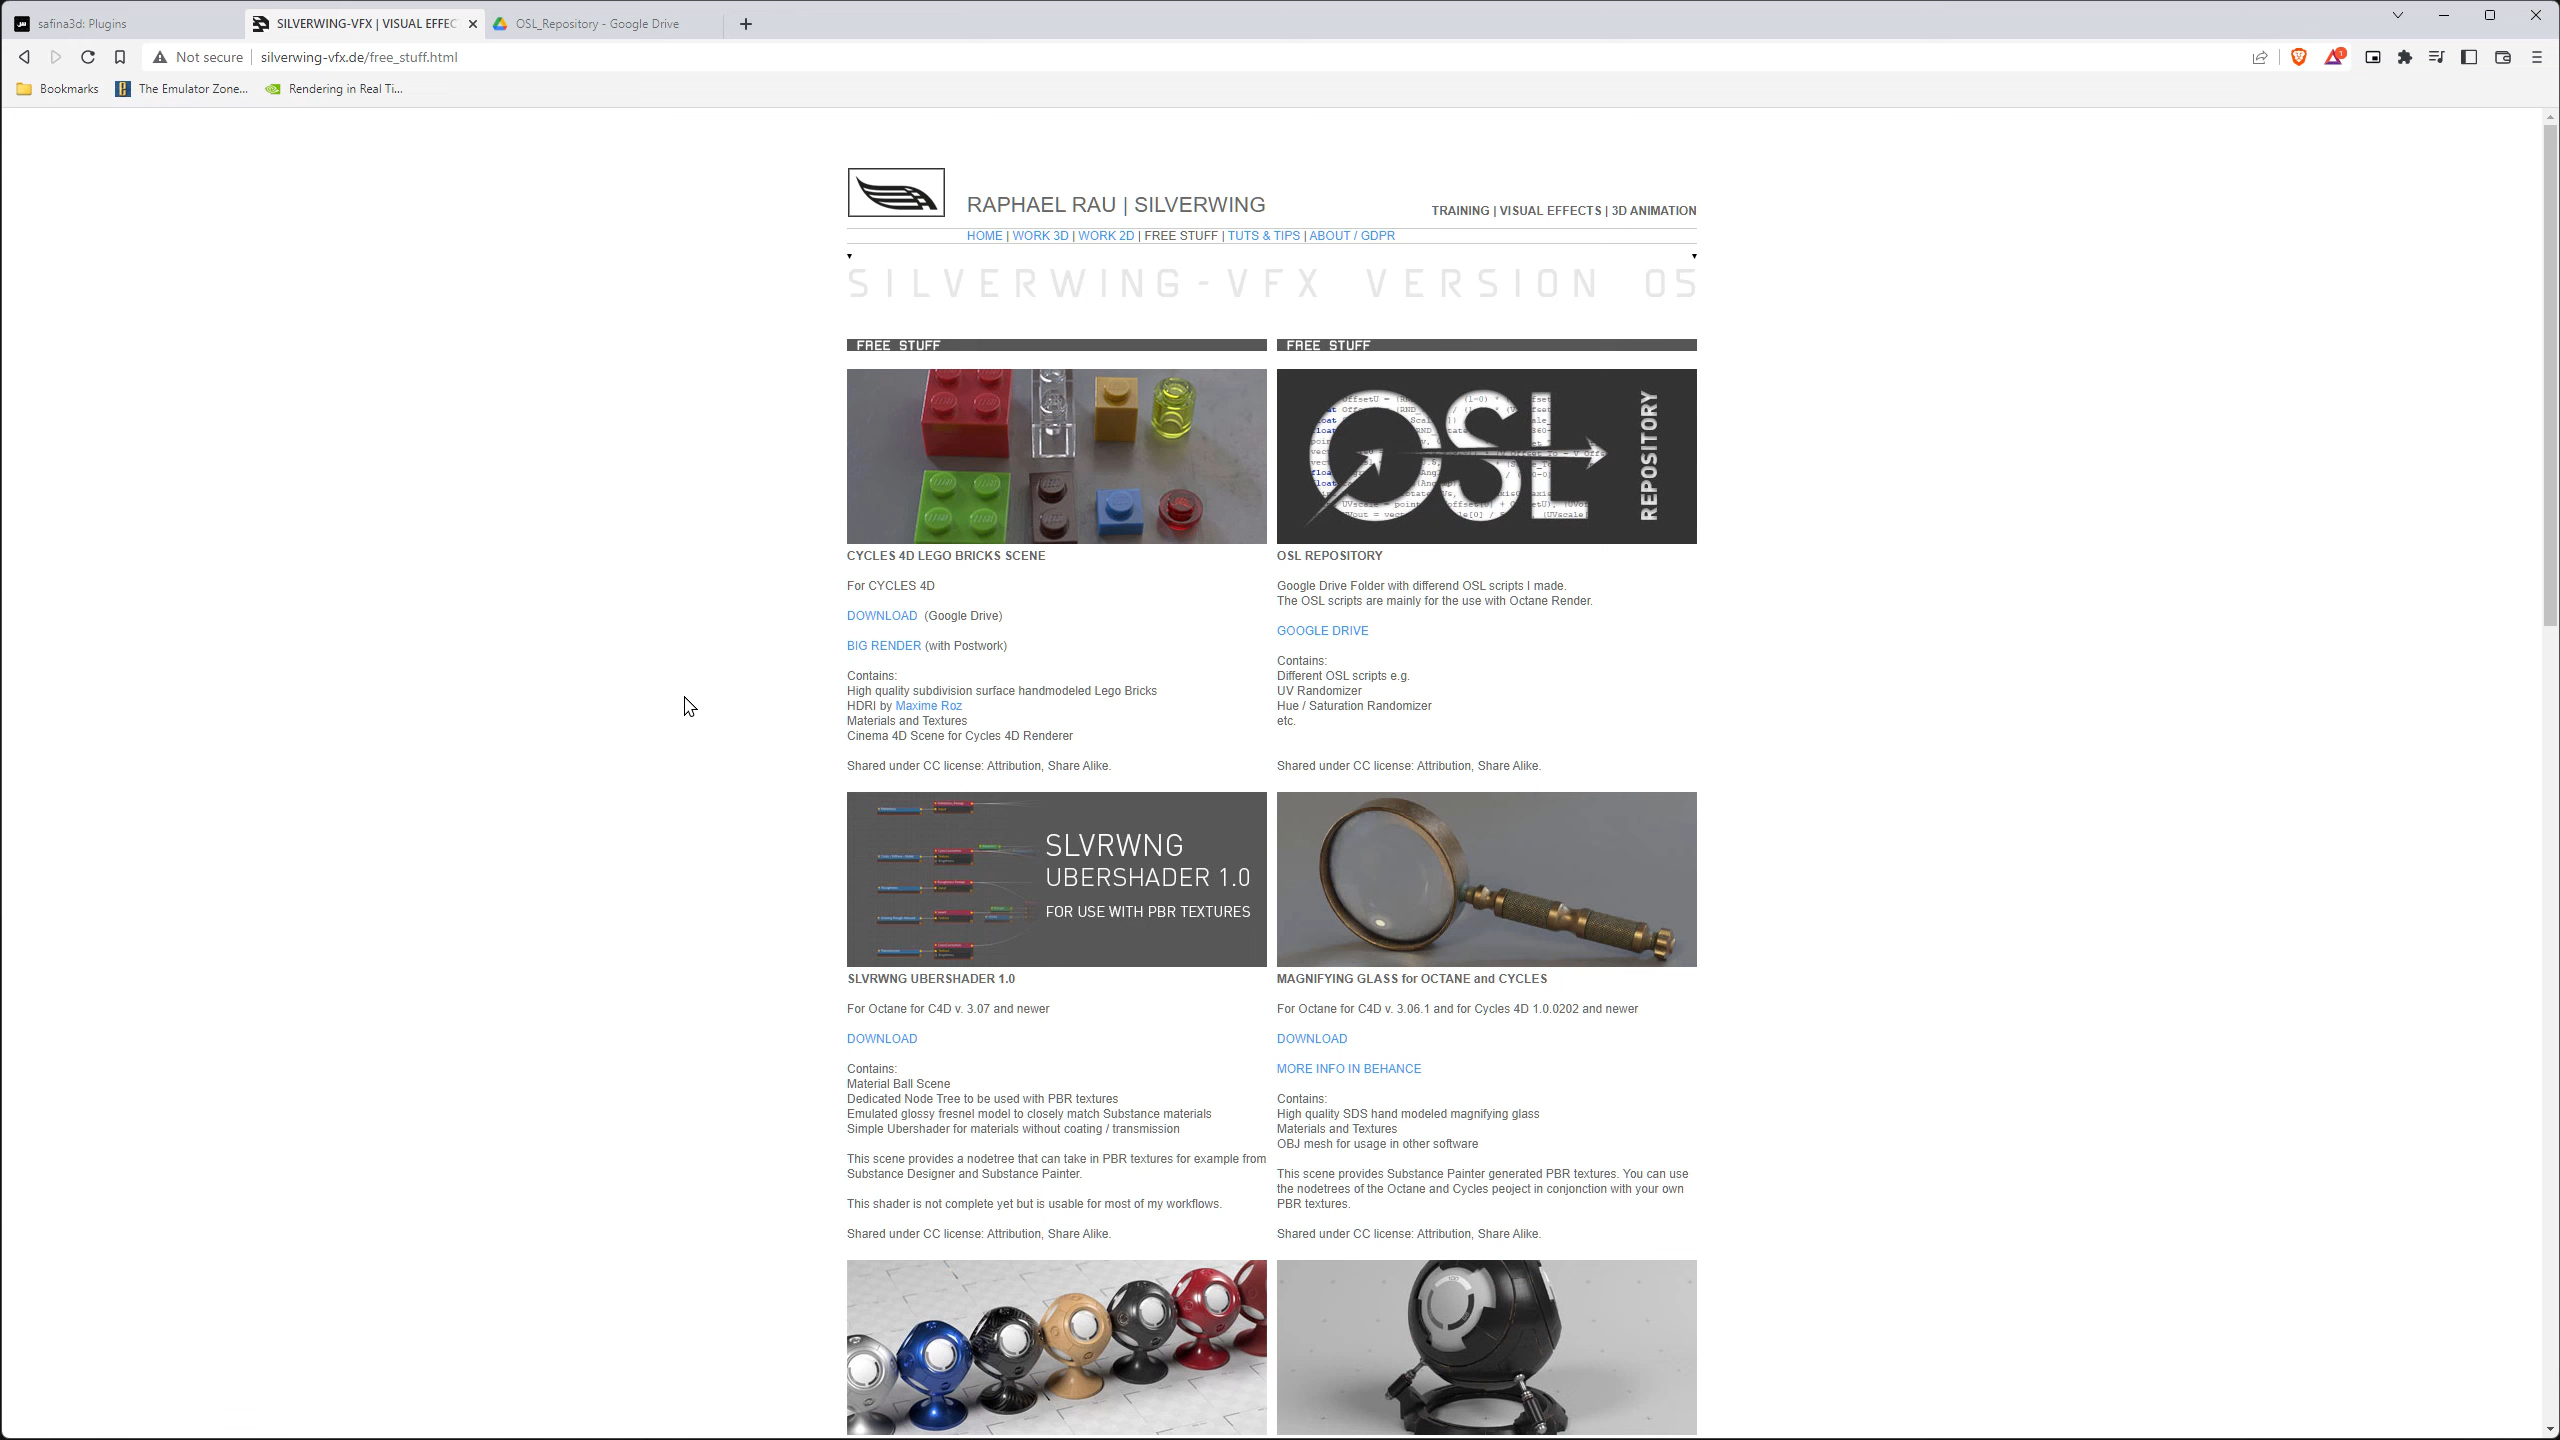 safina3d: Plugins
SILVERWING-VFX | VISUAL EFFEC
OSL_Repository - Google Drive
Not secure
silverwing-vfx.de/free_stuff.html
1
Bookmarks
The Emulator Zone...
Rendering in Real Ti...
RAPHAEL RAU | SILVERWING
TRAINING | VISUAL EFFECTS | 3D ANIMATION
HOME | WORK 3D | WORK 2D | FREE STUFF | TUTS & TIPS | ABOUT / GDPR
SILVERWING-VFX VERSION 05
FREE STUFF
CYCLES 4D LEGO BRICKS SCENE
For CYCLES 4D
DOWNLOAD (Google Drive)
BIG RENDER (with Postwork)
Contains:
High quality subdivision surface handmodeled Lego Bricks
HDRI by Maxime Roz
Materials and Textures
Cinema 4D Scene for Cycles 4D Renderer
Shared under CC license: Attribution, Share Alike.
FREE STUFF
OSL
REPOSITORY
OSL REPOSITORY
Google Drive Folder with differend OSL scripts I made.
The OSL scripts are mainly for the use with Octane Render.
GOOGLE DRIVE
Contains:
Different OSL scripts e.g.
UV Randomizer
Hue / Saturation Randomizer
etc.
Shared under CC license: Attribution, Share Alike.
SLVRWNG
UBERSHADER 1.0
FOR USE WITH PBR TEXTURES
SLVRWNG UBERSHADER 1.0
For Octane for C4D v. 3.07 and newer
DOWNLOAD
Contains:
Material Ball Scene
Dedicated Node Tree to be used with PBR textures
Emulated glossy fresnel model to closely match Substance materials
Simple Ubershader for materials without coating / transmission
This scene provides a nodetree that can take in PBR textures for example from
Substance Designer and Substance Painter.
This shader is not complete yet but is usable for most of my workflows.
Shared under CC license: Attribution, Share Alike.
MAGNIFYING GLASS for OCTANE and CYCLES
For Octane for C4D v. 3.06.1 and for Cycles 4D 1.0.0202 and newer
DOWNLOAD
MORE INFO IN BEHANCE
Contains:
High quality SDS hand modeled magnifying glass
Materials and Textures
OBJ mesh for usage in other software
This scene provides Substance Painter generated PBR textures. You can use
the nodetrees of the Octane and Cycles peoject in conjonction with your own
PBR textures.
Shared under CC license: Attribution, Share Alike.